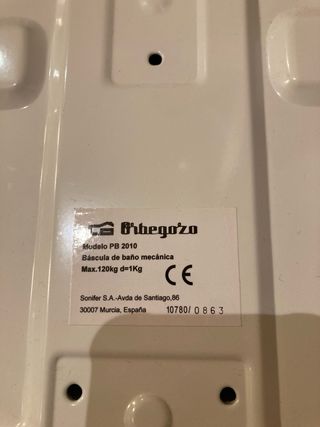 Orbegozo
Modelo PB 2010
Báscula de baño mecánica
Max.120kg d=1Kg
CE
Sonifer S.A.-Avda de Santiago,86
30007 Murcia, España
10780/0863